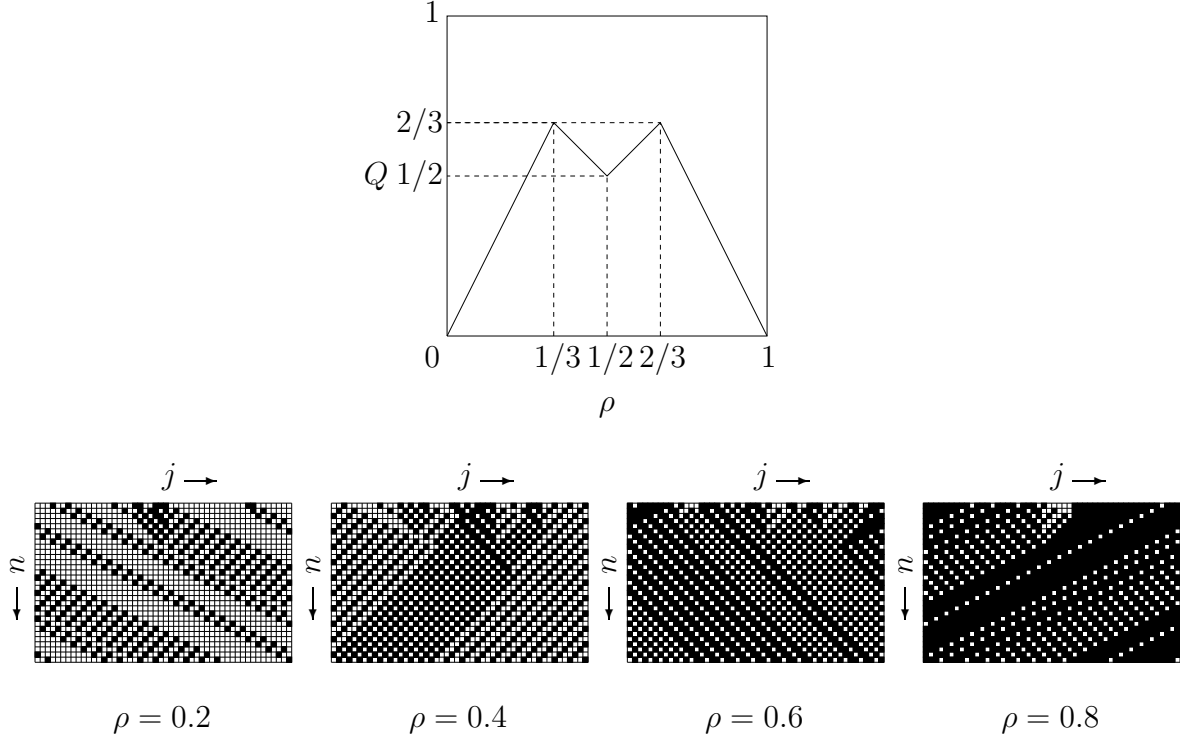 1
2/3
Q 1/2
0 1/3 1/2 2/3 1
ρ
j j j j
n n n n
ρ = 0.2 ρ = 0.4 ρ = 0.6 ρ = 0.8